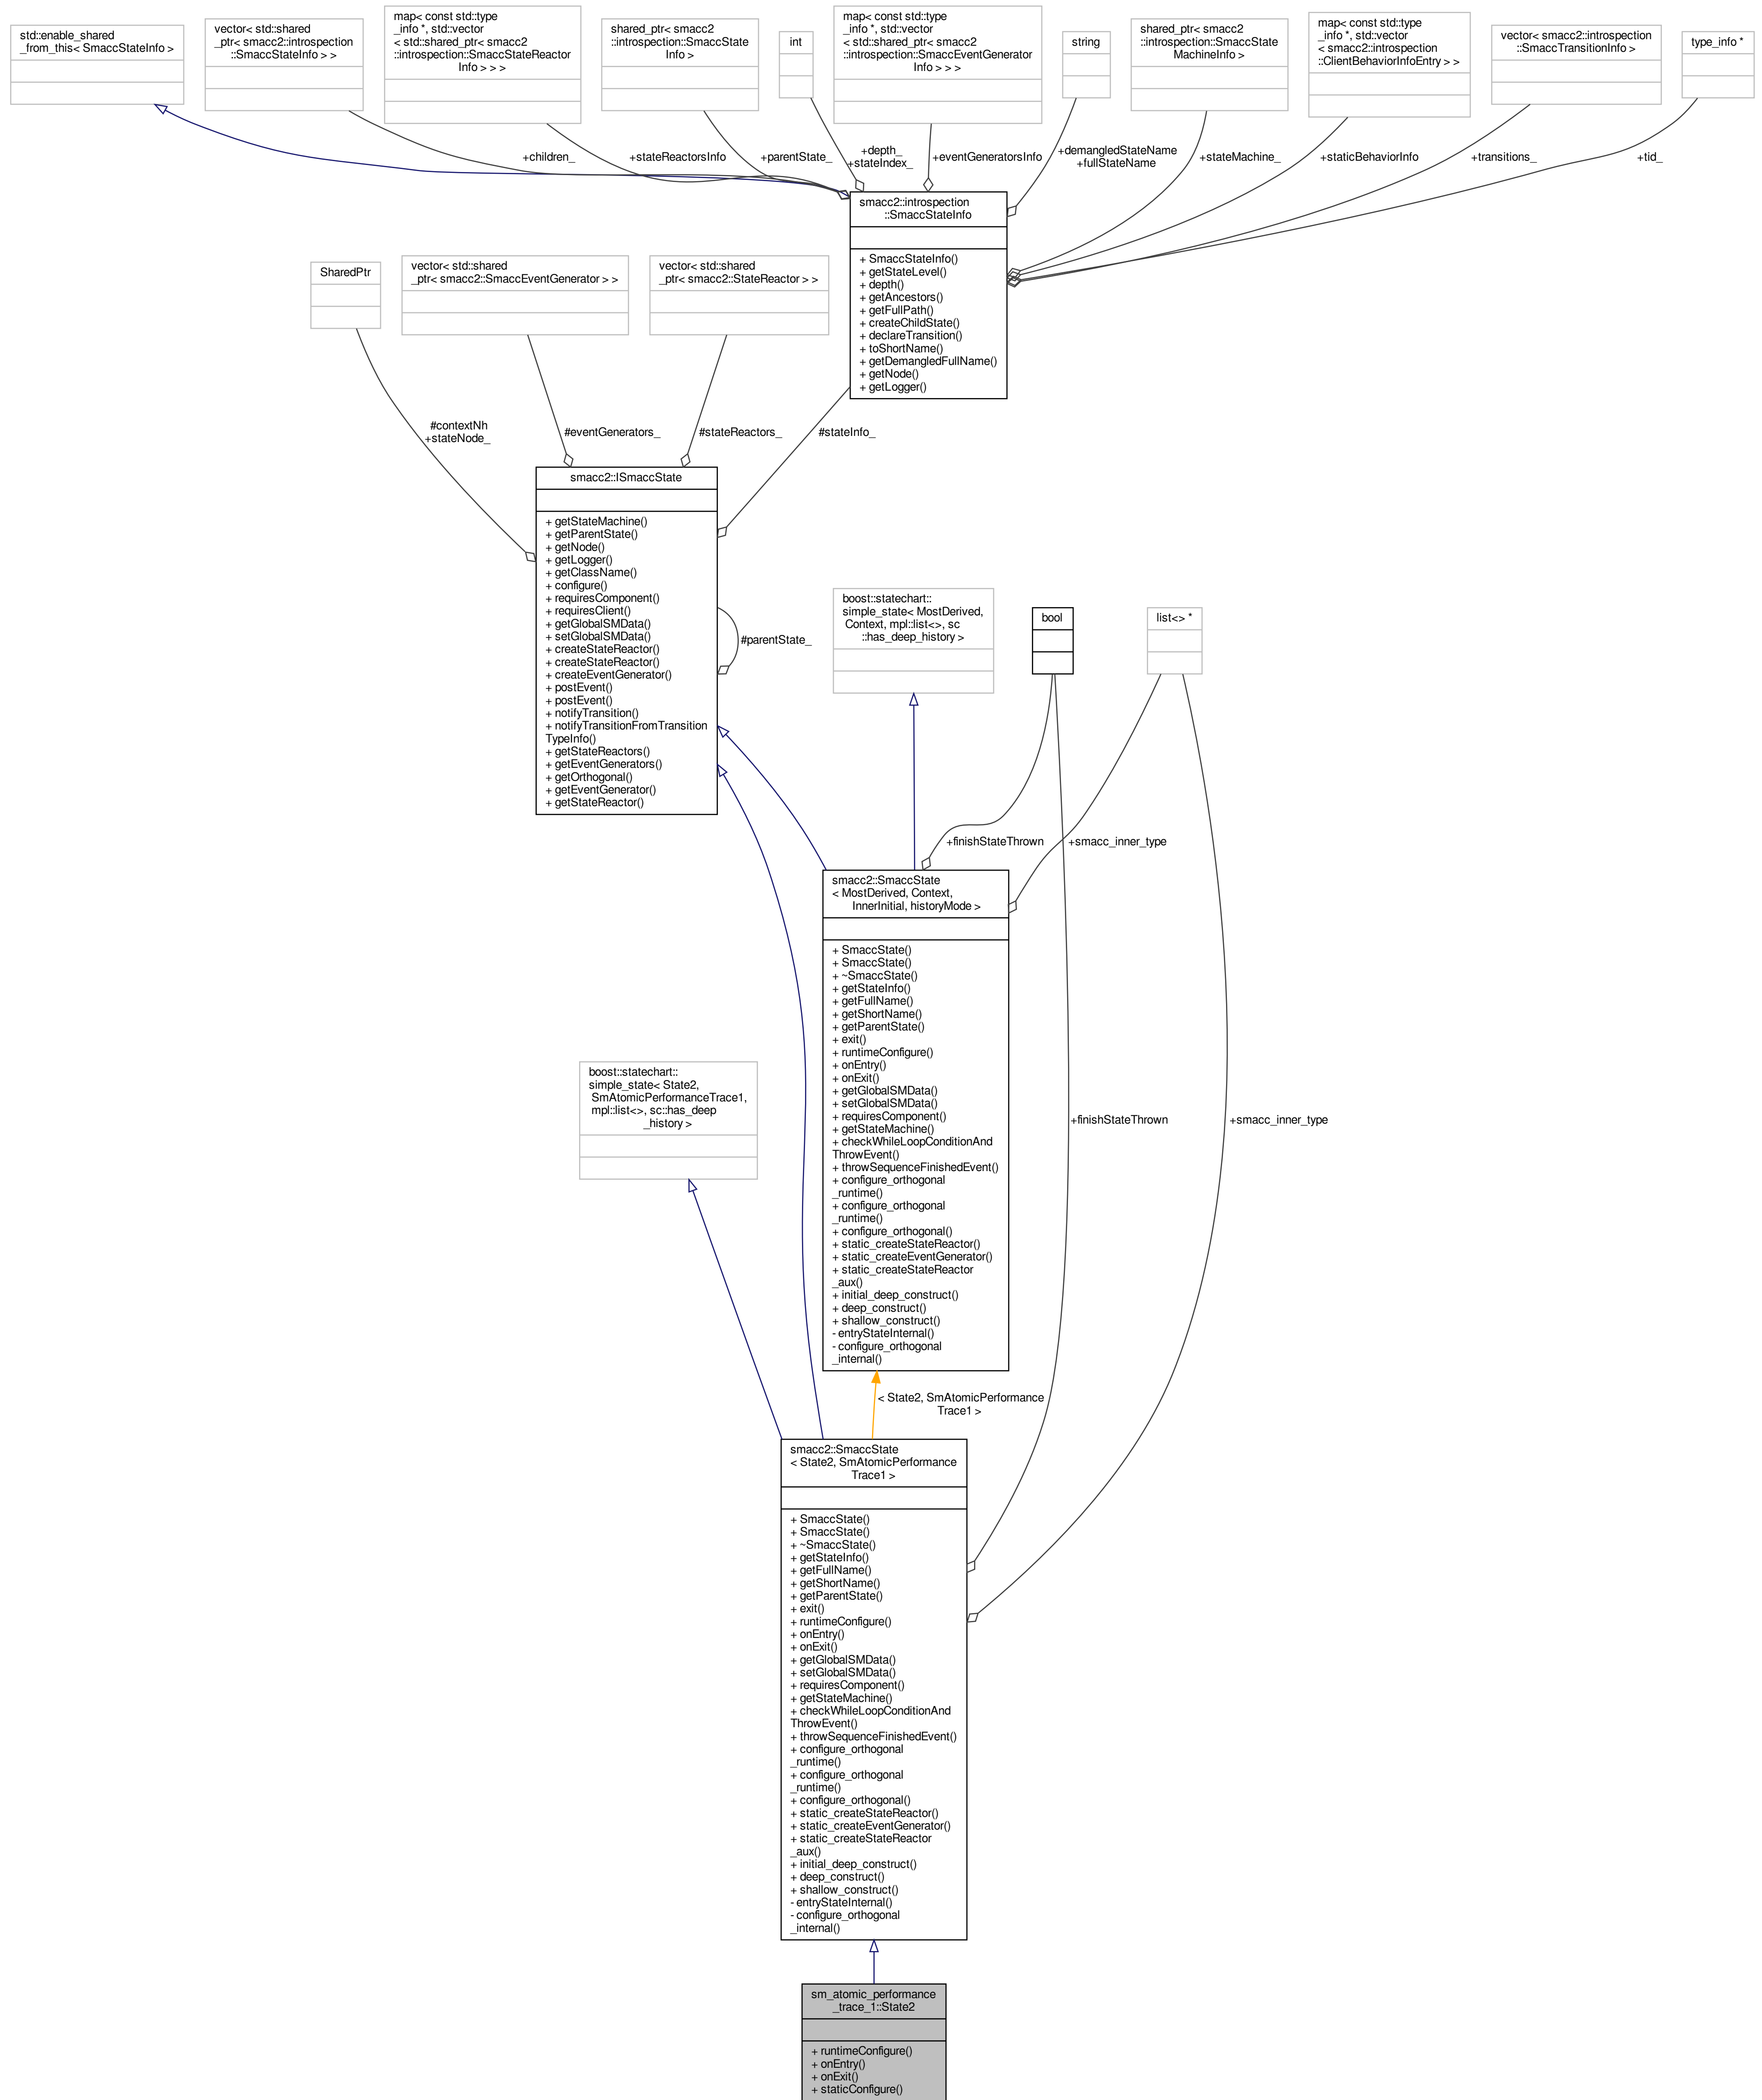 std::enable_shared
_from_this< SmaccStateInfo >
vector< std::shared
_ptr< smacc2::introspection
::SmaccStateInfo > >
map< const std::type
_info *, std::vector
< std::shared_ptr< smacc2
::introspection::SmaccStateReactor
Info > > >
shared_ptr< smacc2
::introspection::SmaccState
Info >
int
map< const std::type
_info *, std::vector
< std::shared_ptr< smacc2
::introspection::SmaccEventGenerator
Info > > >
string
shared_ptr< smacc2
::introspection::SmaccState
MachineInfo >
map< const std::type
_info *, std::vector
< smacc2::introspection
::ClientBehaviorInfoEntry > >
vector< smacc2::introspection
::SmaccTransitionInfo >
type_info *
+children_
+stateReactorsInfo
+parentState_
+depth_
+stateIndex_
+eventGeneratorsInfo
+demangledStateName
+fullStateName
+stateMachine_
+staticBehaviorInfo
+transitions_
+tid_
smacc2::introspection
::SmaccStateInfo
+ SmaccStateInfo()
+ getStateLevel()
+ depth()
+ getAncestors()
+ getFullPath()
+ createChildState()
+ declareTransition()
+ toShortName()
+ getDemangledFullName()
+ getNode()
+ getLogger()
SharedPtr
vector< std::shared
_ptr< smacc2::SmaccEventGenerator > >
vector< std::shared
_ptr< smacc2::StateReactor > >
#contextNh
+stateNode_
#eventGenerators_
#stateReactors_
#stateInfo_
smacc2::ISmaccState
+ getStateMachine()
+ getParentState()
+ getNode()
+ getLogger()
+ getClassName()
+ configure()
+ requiresComponent()
+ requiresClient()
+ getGlobalSMData()
+ setGlobalSMData()
+ createStateReactor()
+ createStateReactor()
+ createEventGenerator()
+ postEvent()
+ postEvent()
+ notifyTransition()
+ notifyTransitionFromTransition
TypeInfo()
+ getStateReactors()
+ getEventGenerators()
+ getOrthogonal()
+ getEventGenerator()
+ getStateReactor()
#parentState_
boost::statechart::
simple_state< MostDerived,
Context, mpl::list<>, sc
::has_deep_history >
bool
list<> *
+finishStateThrown
+smacc_inner_type
smacc2::SmaccState
< MostDerived, Context,
InnerInitial, historyMode >
+ SmaccState()
+ SmaccState()
+ ~SmaccState()
+ getStateInfo()
+ getFullName()
+ getShortName()
+ getParentState()
+ exit()
+ runtimeConfigure()
+ onEntry()
+ onExit()
+ getGlobalSMData()
+ setGlobalSMData()
+ requiresComponent()
+ getStateMachine()
+ checkWhileLoopConditionAnd
ThrowEvent()
+ throwSequenceFinishedEvent()
+ configure_orthogonal
_runtime()
+ configure_orthogonal
_runtime()
+ configure_orthogonal()
+ static_createStateReactor()
+ static_createEventGenerator()
+ static_createStateReactor
_aux()
+ initial_deep_construct()
+ deep_construct()
+ shallow_construct()
- entryStateInternal()
- configure_orthogonal
_internal()
boost::statechart::
simple_state< State2,
SmAtomicPerformanceTrace1,
mpl::list<>, sc::has_deep
_history >
+finishStateThrown
+smacc_inner_type
< State2, SmAtomicPerformance
Trace1 >
smacc2::SmaccState
< State2, SmAtomicPerformance
Trace1 >
+ SmaccState()
+ SmaccState()
+ ~SmaccState()
+ getStateInfo()
+ getFullName()
+ getShortName()
+ getParentState()
+ exit()
+ runtimeConfigure()
+ onEntry()
+ onExit()
+ getGlobalSMData()
+ setGlobalSMData()
+ requiresComponent()
+ getStateMachine()
+ checkWhileLoopConditionAnd
ThrowEvent()
+ throwSequenceFinishedEvent()
+ configure_orthogonal
_runtime()
+ configure_orthogonal
_runtime()
+ configure_orthogonal()
+ static_createStateReactor()
+ static_createEventGenerator()
+ static_createStateReactor
_aux()
+ initial_deep_construct()
+ deep_construct()
+ shallow_construct()
- entryStateInternal()
- configure_orthogonal
_internal()
sm_atomic_performance
_trace_1::State2
+ runtimeConfigure()
+ onEntry()
+ onExit()
+ staticConfigure()